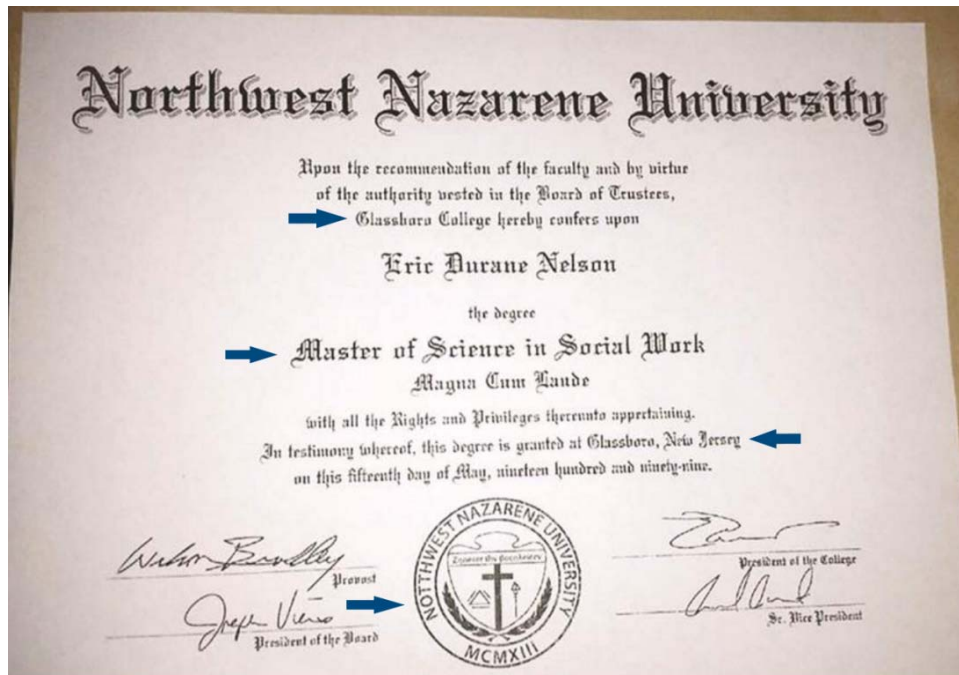 Northwest Nazarene University
Upon the recommendation of the faculty and by virtue
of the authority vested in the Board of Trustees,
Glassboro College hereby confers upon
Eric Durane Nelson
the degree
Master of Science in Social Work
Magna Cum Laude
with all the Rights and Privileges thereunto appertaining.
In testimony whereof, this degree is granted at Glassboro, New Jersey
on this fifteenth day of May, nineteen hundred and ninety-nine.
Provost
President of the Board
NOTTHWEST NAZARENE UNIVERSITY
MCMXIII
President of the College
Sr. Vice President